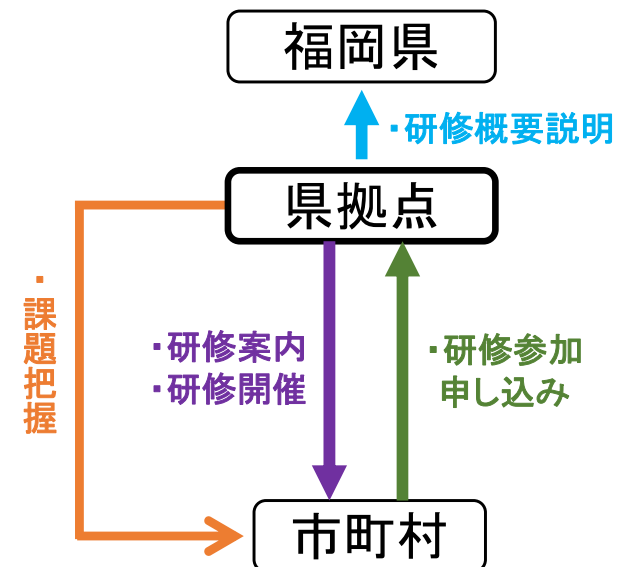 福岡県
・研修概要説明
県拠点
・課題把握
・研修案内
・研修開催
・研修参加
申し込み
市町村